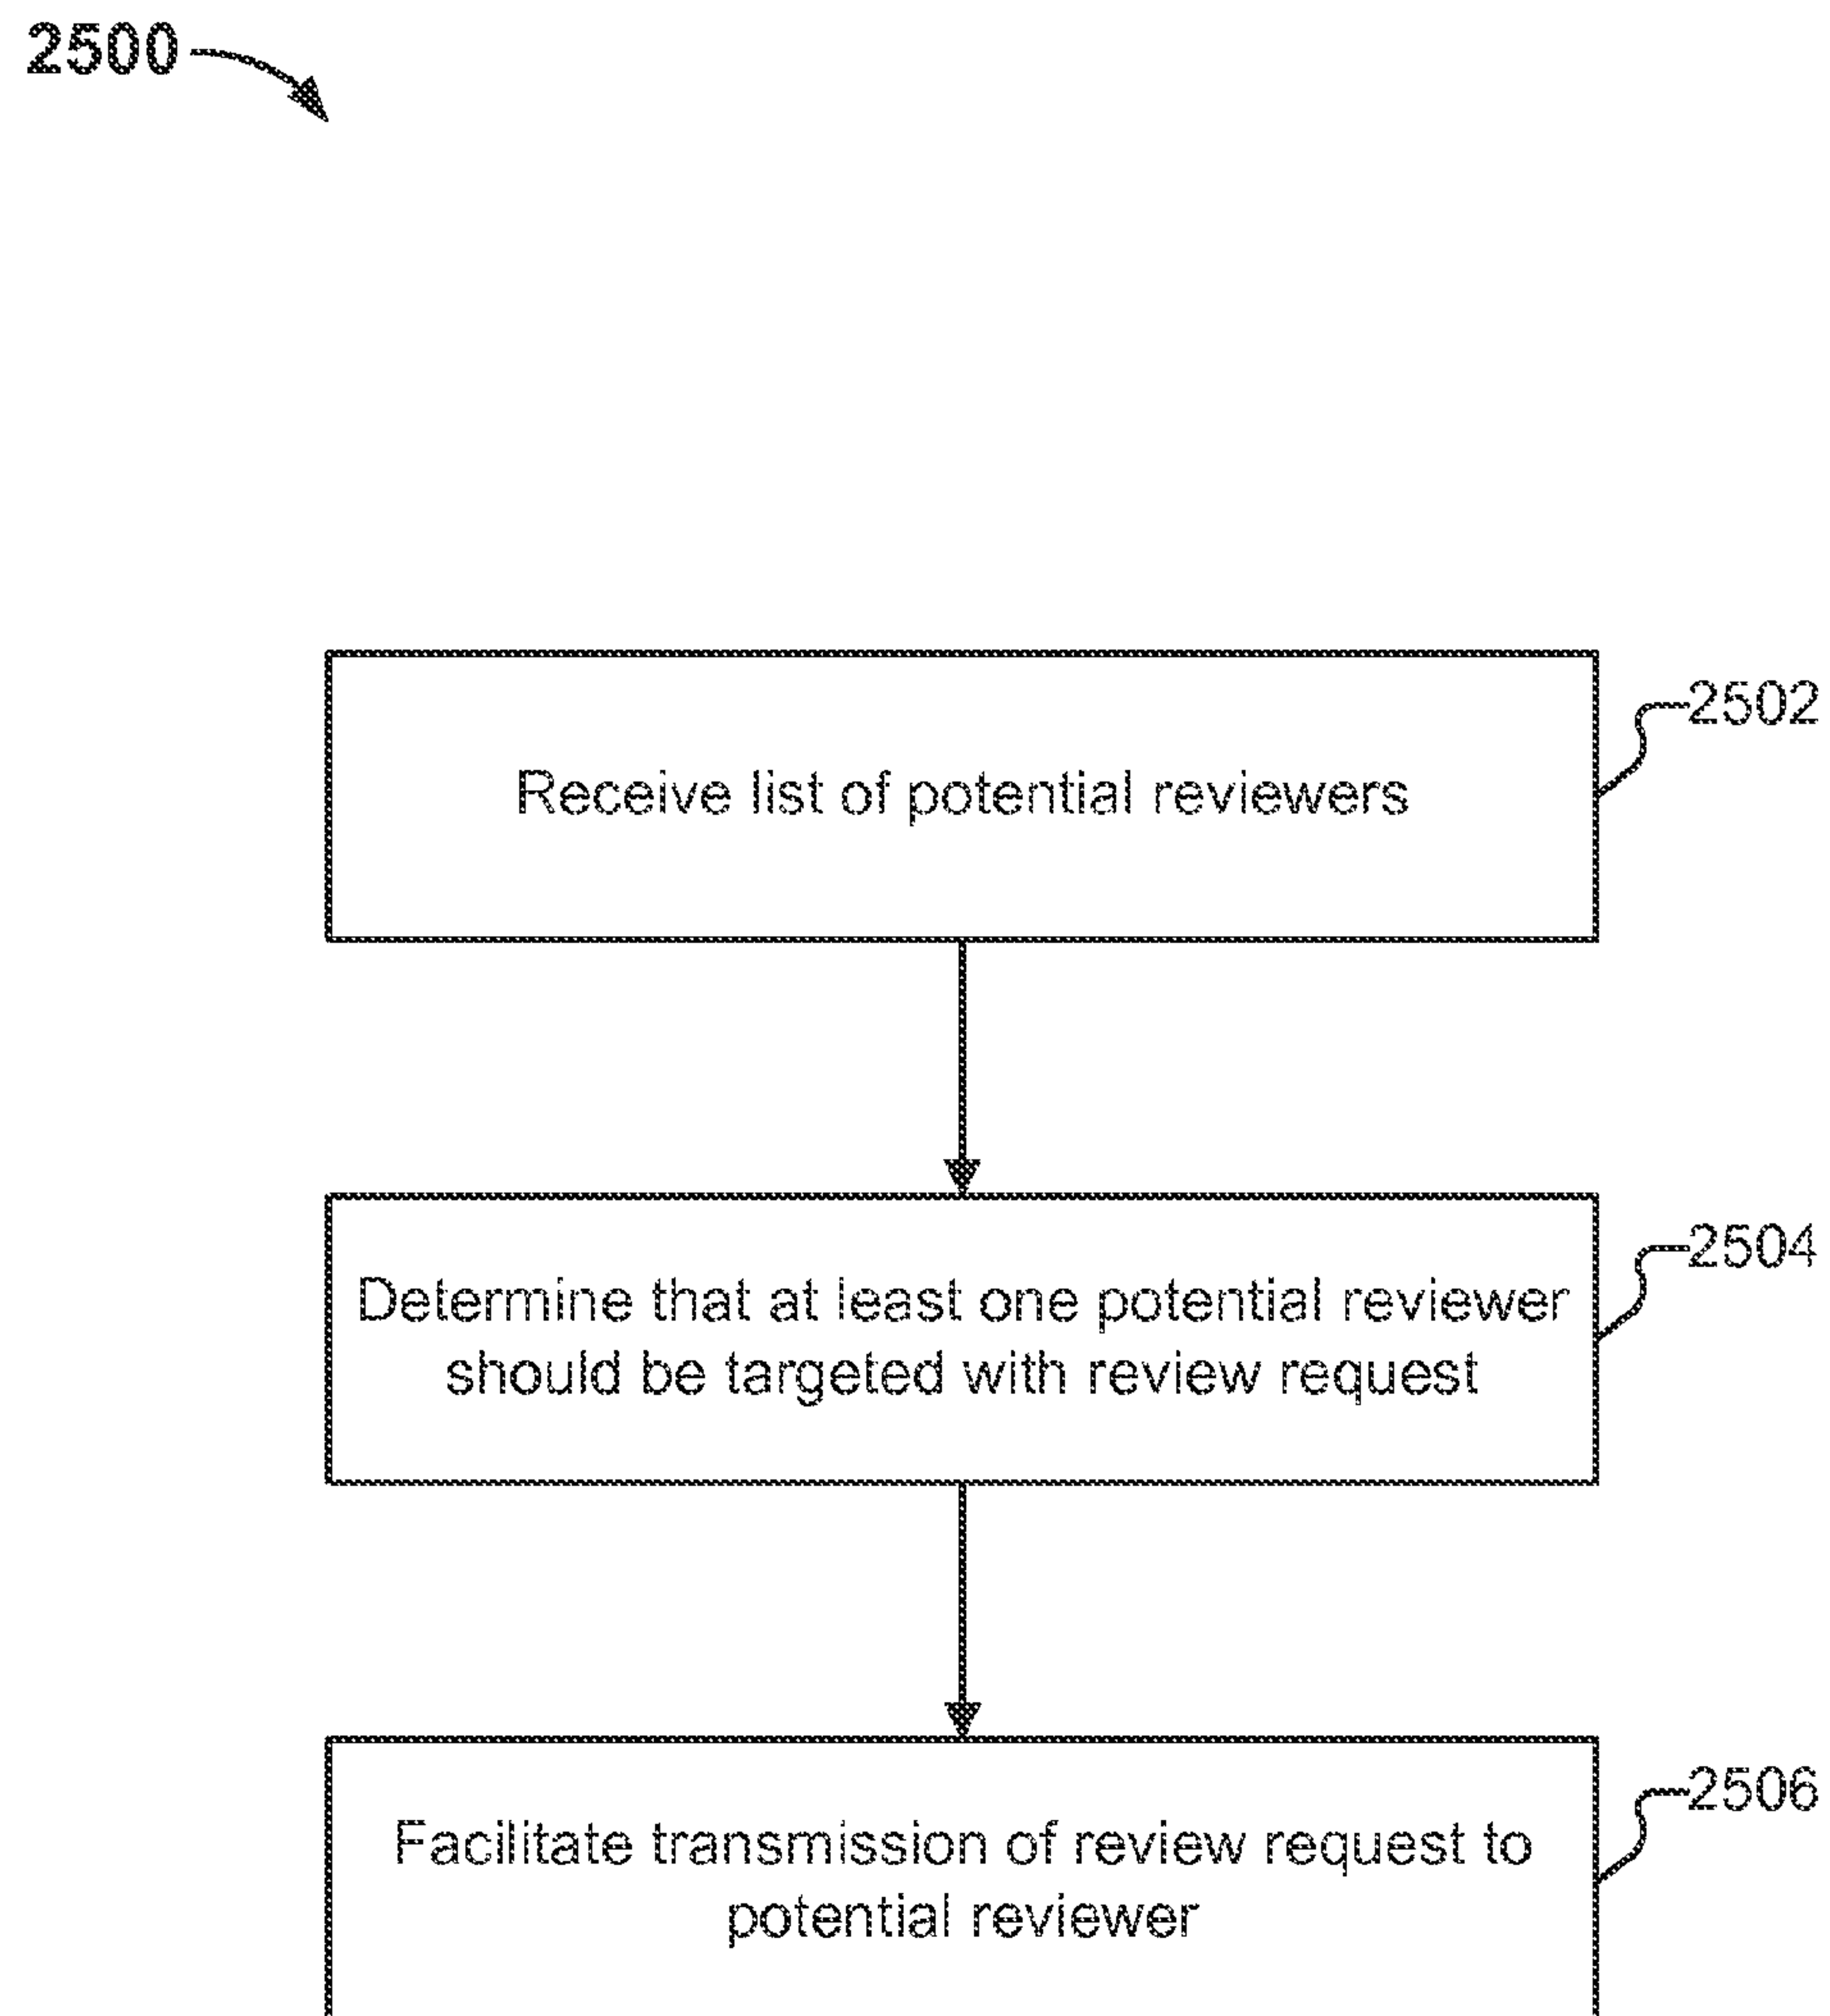 2500
Receive list of potential reviewers
2502
Determine that at least one potential reviewer
should be targeted with review request
2504
Facilitate transmission of review request to
potential reviewer
2506